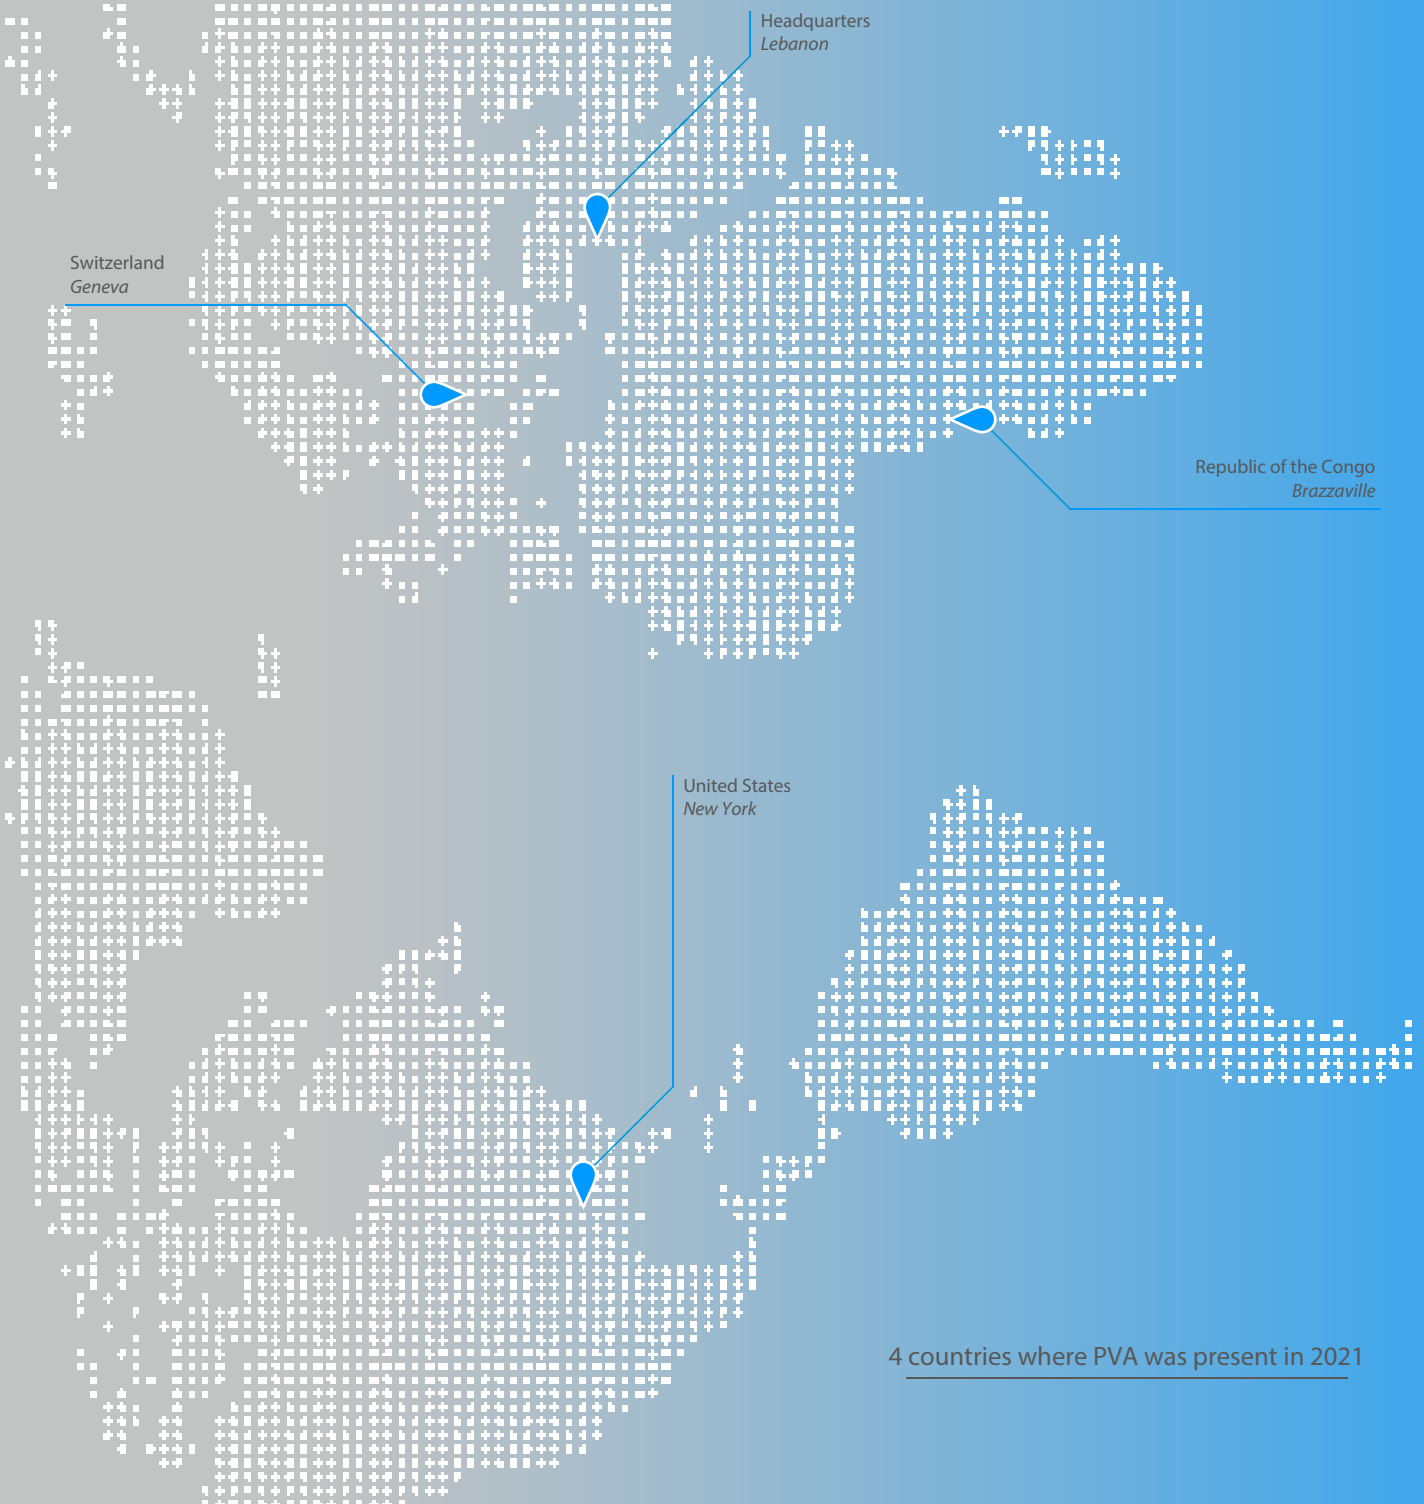 Headquarters
Lebanon
Switzerland
Geneva
Republic of the Congo
Brazzaville
United States
New York
4 countries where PVA was present in 2021